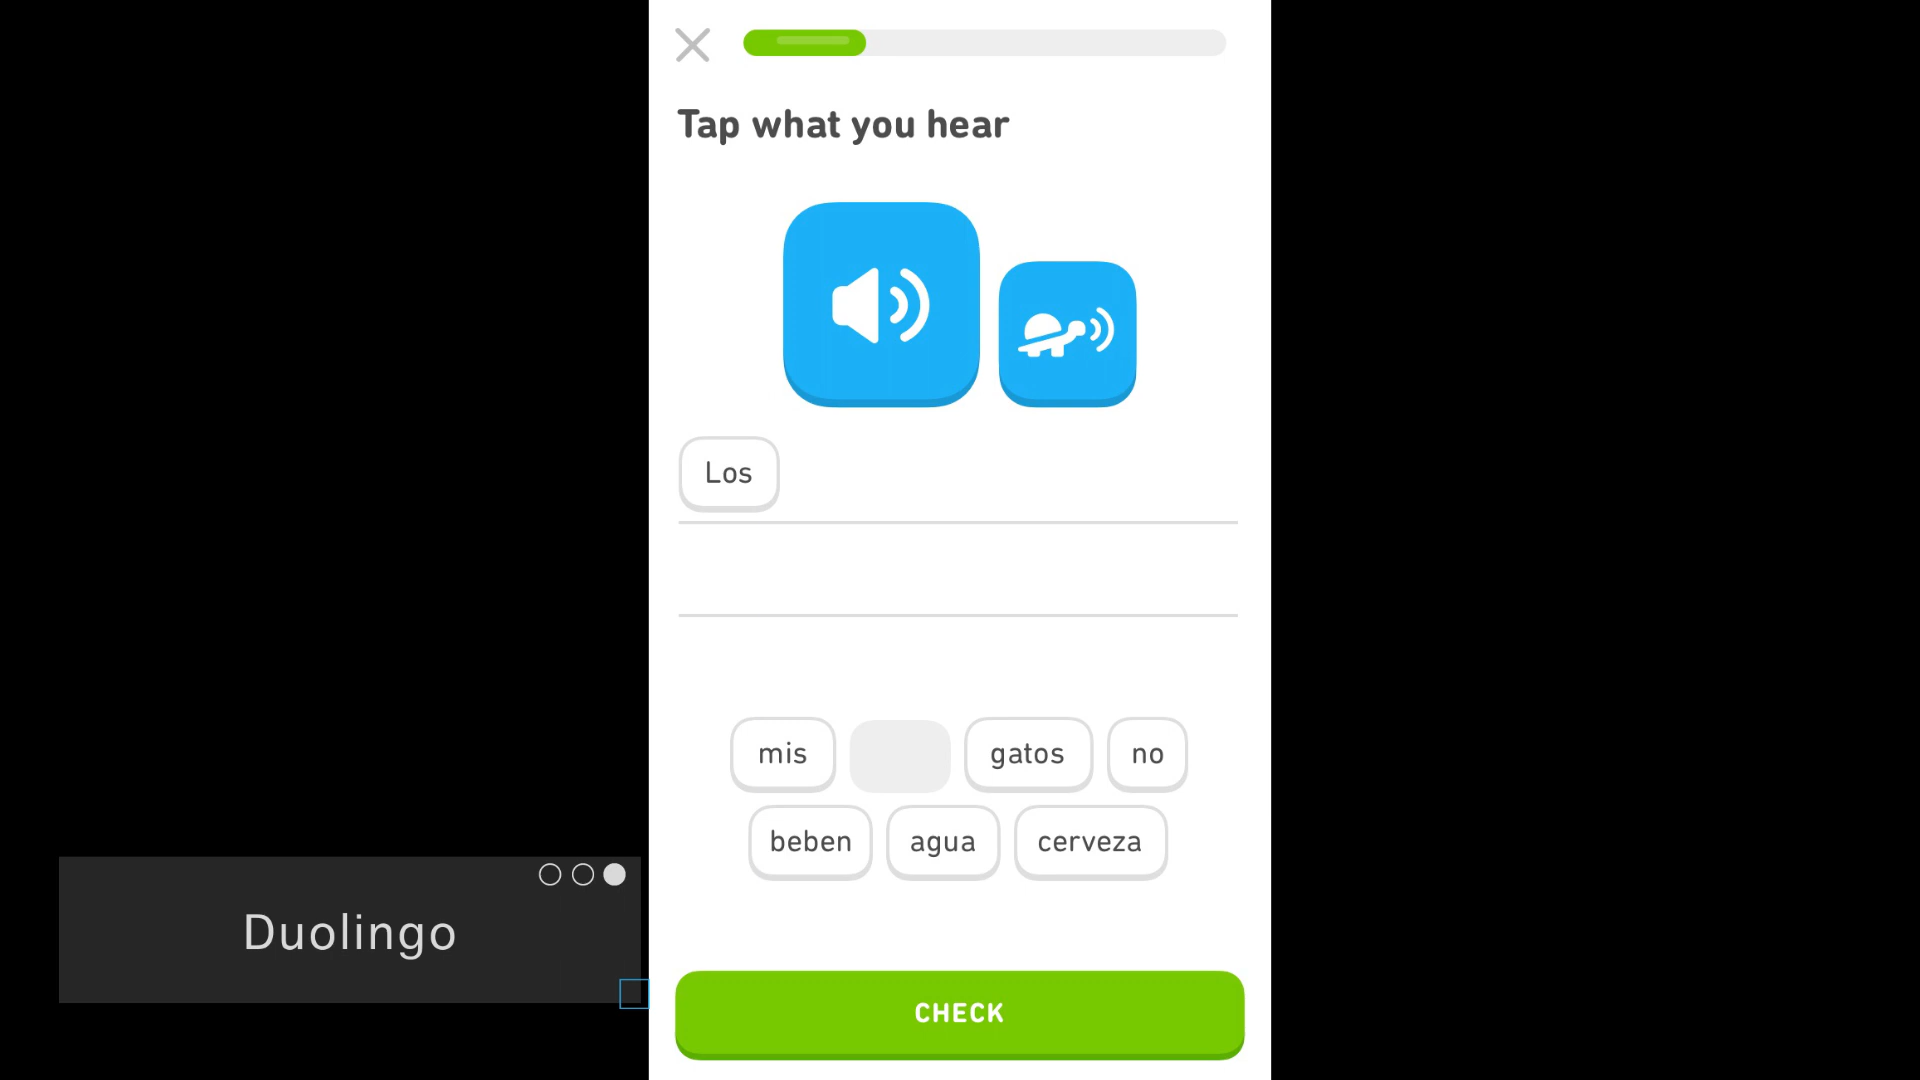 Tap what you hear
Los
mis gatos no
beben agua cerveza
Duolingo
CHECK